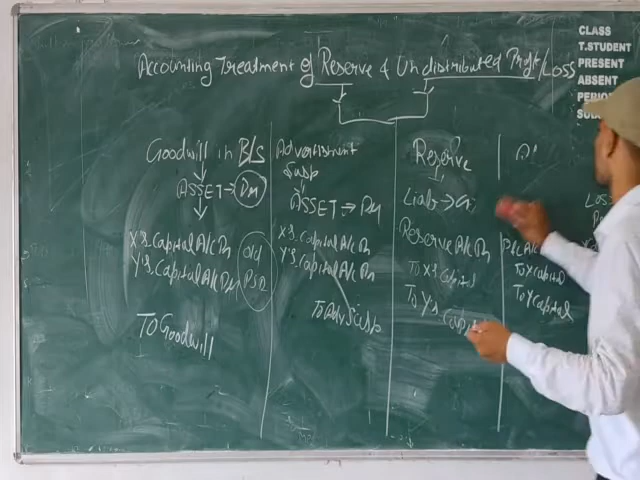 CLASS
T.STUDENT
PRESENT
ABSENT
Accounting Treatment of Reserve & Undistributed Profit/Loss
Goodwill in B/S
ASSET → Dr
X's Capital A/c Dr
Y's Capital A/c Dr
old
PSR
To Goodwill
Advertisment
Susp
ASSET → Dr
X's Capital A/c Dr
Y's Capital A/c Dr
To Adv Susp
Reserve
Liab → Cr
Reserve A/c Dr
To X's Capital
To Y's Capi
P&L A/c
To X Capital
To Y Capital